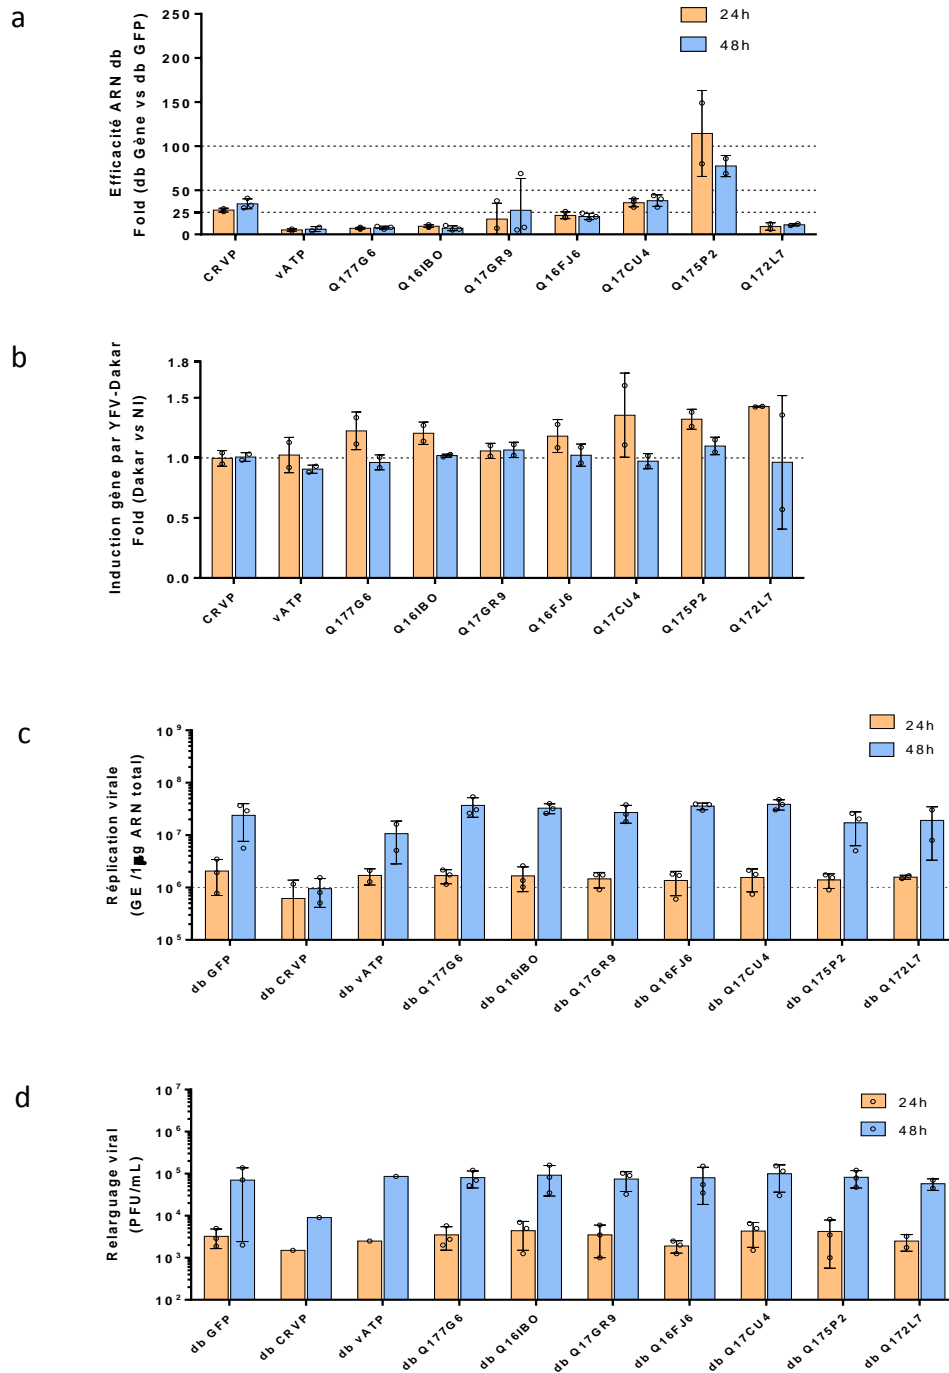 a
24h
48h
Efficacité ARN db
Fold (db Gène vs db GFP)
250
200
150
100
50
25
0
CRVP
vATP
Q177G6
Q16IBO
Q17GR9
Q16FJ6
Q17CU4
Q175P2
Q172L7
b
Induction gène par YFV-Dakar
Fold (Dakar vs NI)
1.8
1.5
1.0
0.5
0.0
CRVP
vATP
Q177G6
Q16IBO
Q17GR9
Q16FJ6
Q17CU4
Q175P2
Q172L7
c
24h
48h
Réplication virale
(GE /1µg ARN total)
10⁹
10⁸
10⁷
10⁶
10⁵
db GFP
db CRVP
db vATP
db Q177G6
db Q16IBO
db Q17GR9
db Q16FJ6
db Q17CU4
db Q175P2
db Q172L7
d
24h
48h
Relarguage viral
(PFU/mL)
10⁷
10⁶
10⁵
10⁴
10³
10²
db GFP
db CRVP
db vATP
db Q177G6
db Q16IBO
db Q17GR9
db Q16FJ6
db Q17CU4
db Q175P2
db Q172L7